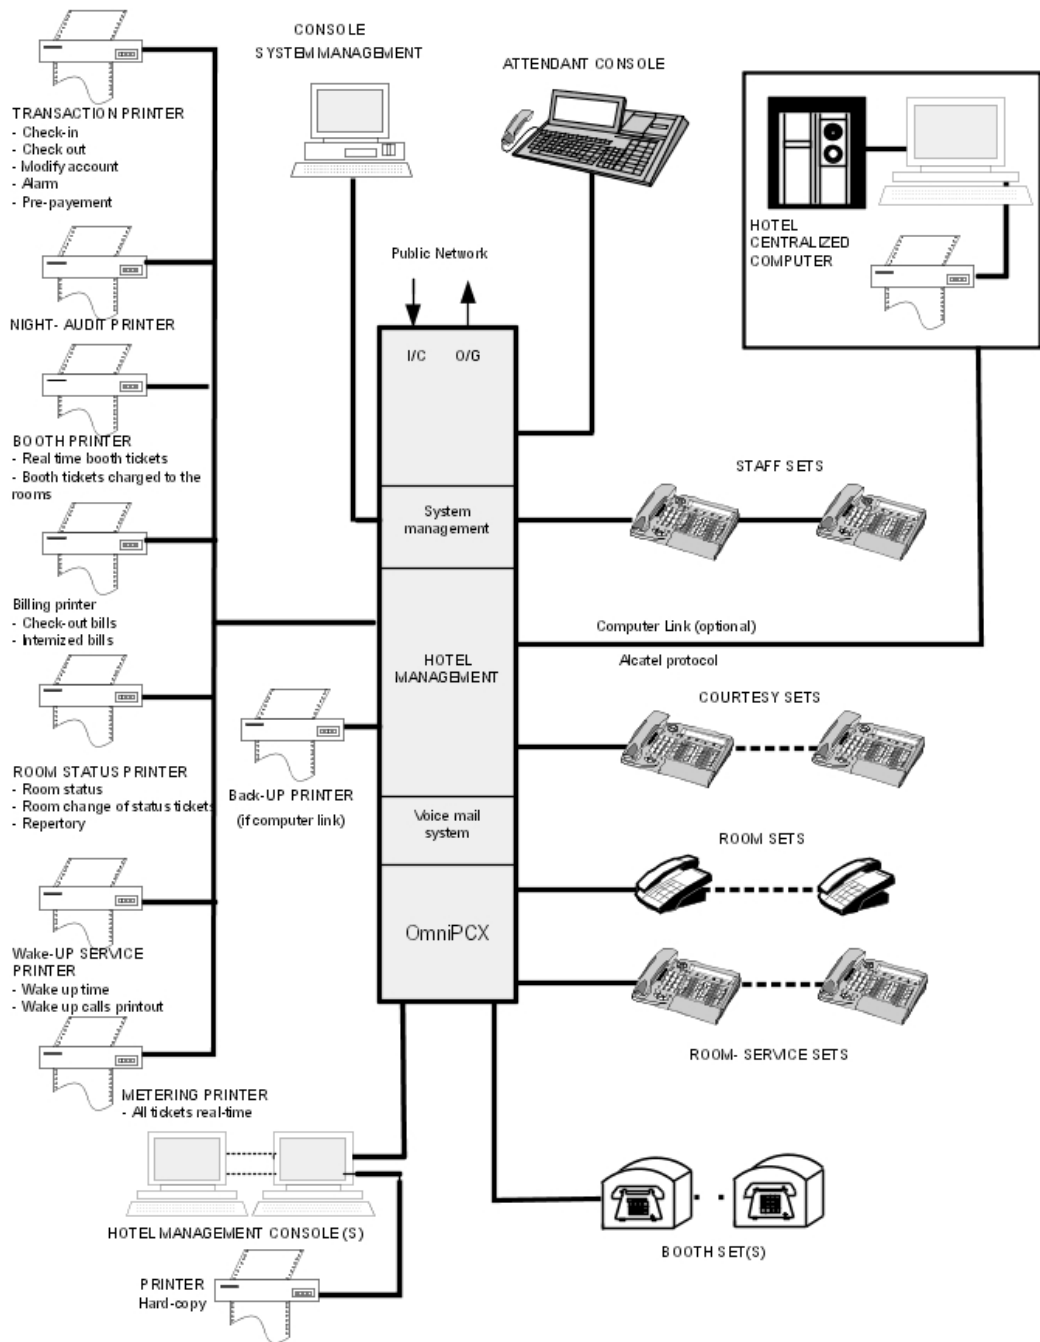 CONSOLE
SYSTEM MANAGEMENT
ATTENDANT CONSOLE
TRANSACTION PRINTER
- Check-in
- Check out
- Modify account
- Alarm
- Pre-payement
HOTEL
CENTRALIZED
COMPUTER
Public Network
I/C O/G
NIGHT- AUDIT PRINTER
BOOTH PRINTER
- Real time booth tickets
- Booth tickets charged to the
rooms
STAFF SETS
System
management
Billing printer
- Check-out bills
- Intemized bills
Computer Link (optional)
Alcatel protocol
HOTEL
MANAGEMENT
COURTESY SETS
ROOM STATUS PRINTER
- Room status
- Room change of status tickets
- Repertory
Back-UP PRINTER
(if computer link)
Voice mail
system
ROOM SETS
OmniPCX
Wake-UP SERVICE
PRINTER
- Wake up time
- Wake up calls printout
ROOM- SERVICE SETS
METERING PRINTER
- All tickets real-time
HOTEL MANAGEMENT CONSOLE(S)
BOOTH SET(S)
PRINTER
Hard-copy